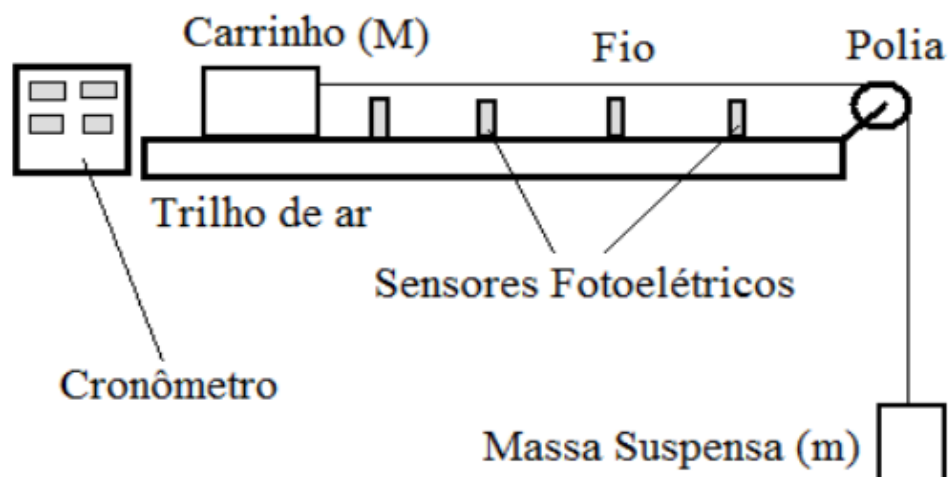 Carrinho (M)
Fio
Polia
Trilho de ar
Sensores Fotoelétricos
Cronômetro
Massa Suspensa (m)